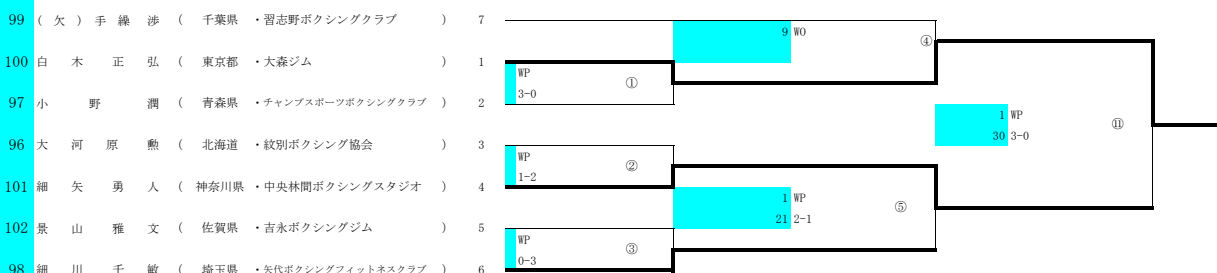 99 (欠)手繰 渉 ( 千葉県 ・習志野ボクシングクラブ ) 7
9 WO ④
100 白木 正弘 ( 東京都 ・大森ジム ) 1
WP ①
3-0
97 小野 潤 ( 青森県 ・チャンプスポーツボクシングクラブ ) 2
1 WP ⑪
30 3-0
96 大河原 勲 ( 北海道 ・紋別ボクシング協会 ) 3
WP ②
1-2
101 細矢 勇人 ( 神奈川県 ・中央林間ボクシングスタジオ ) 4
1 WP ⑤
21 2-1
102 景山 雅文 ( 佐賀県 ・吉永ボクシングジム ) 5
WP ③
0-3
98 細川 千敏 ( 埼玉県 ・矢代ボクシングフィットネスクラブ ) 6